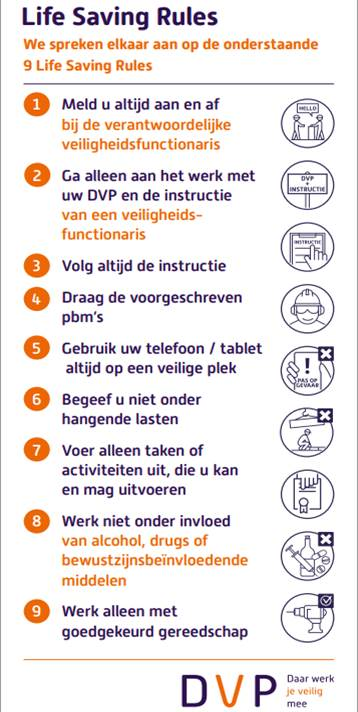 Life Saving Rules
We spreken elkaar aan op de onderstaande
9 Life Saving Rules
1 Meld u altijd aan en af
bij de verantwoordelijke
veiligheidsfunctionaris
HELLO
2 Ga alleen aan het werk met
uw DVP en de instructie
van een veiligheids-
functionaris
DVP
+
INSTRUCTIE
3 Volg altijd de instructie
INSTRUCTIE
4 Draag de voorgeschreven
pbm's
5 Gebruik uw telefoon / tablet
altijd op een veilige plek
!
PAS OP
GEVAAR
6 Begeef u niet onder
hangende lasten
7 Voer alleen taken of
activiteiten uit, die u kan
en mag uitvoeren
8 Werk niet onder invloed
van alcohol, drugs of
bewustzijnsbeïnvloedende
middelen
9 Werk alleen met
goedgekeurd gereedschap
DVP
Daar werk
je veilig
mee